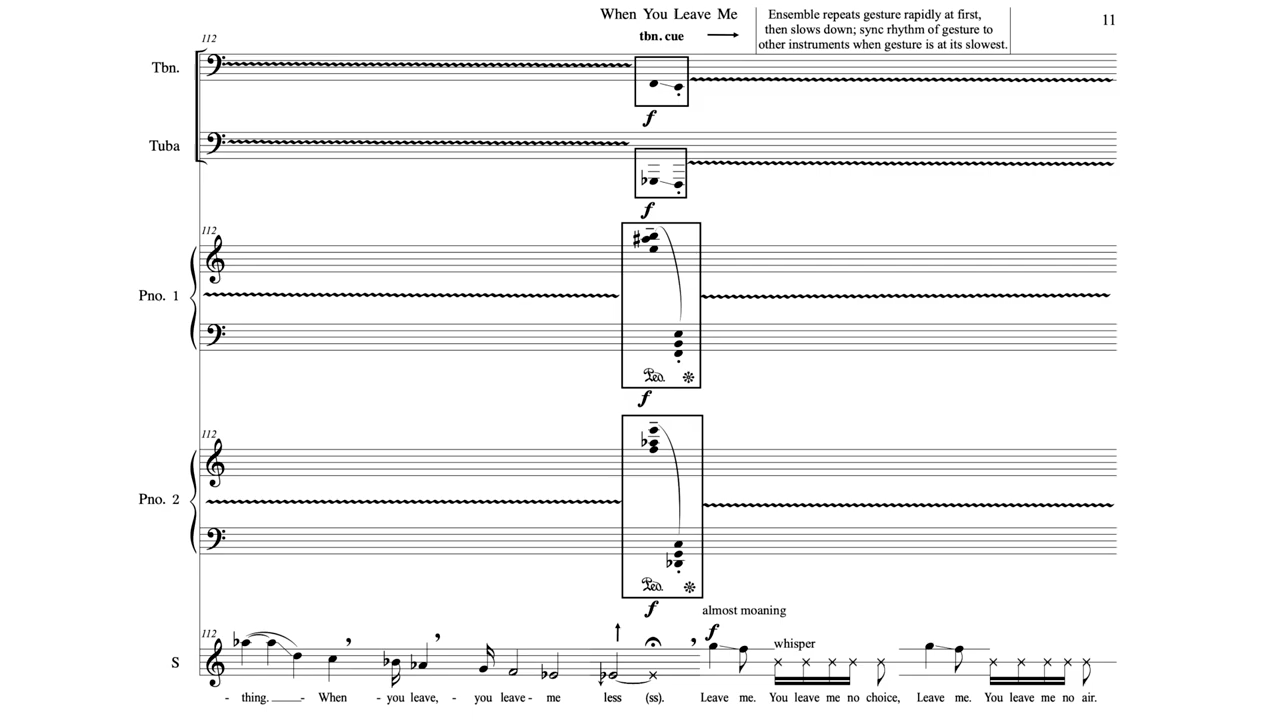 When You Leave Me
11
tbn. cue
Ensemble repeats gesture rapidly at first,
then slows down; sync rhythm of gesture to
other instruments when gesture is at its slowest.
112
Tbn.
f
Tuba
f
112
Pno. 1
Ped.
f
112
Pno. 2
Ped.
f
almost moaning
112
f
whisper
S
- thing. ____ - When - you leave, - you leave - me less (ss). Leave me. You leave me no choice, Leave me. You leave me no air.